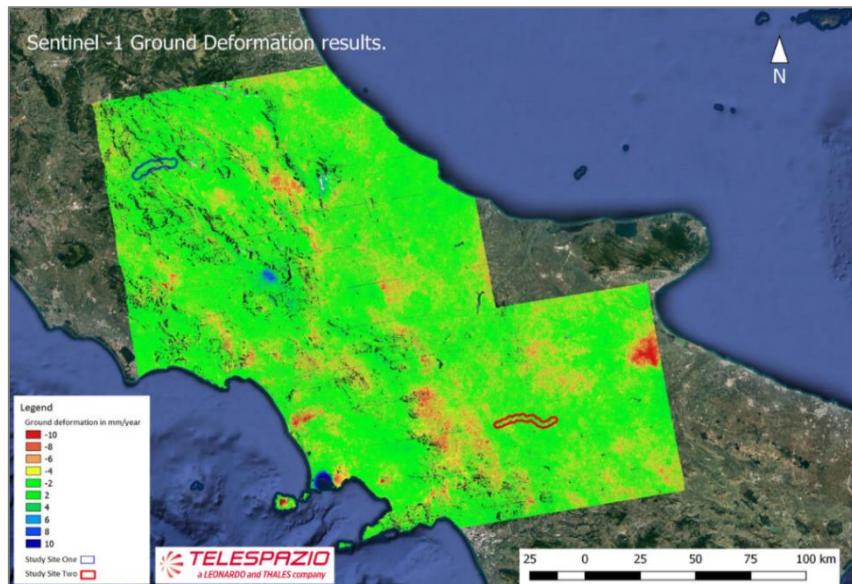 Sentinel -1 Ground Deformation results.
N
Legend
Ground deformation in mm/year
-10
-8
-6
-4
-2
2
4
6
8
10
Study Site One
Study Site Two
TELESPAZIO
a LEONARDO and THALES company
25 0 25 50 75 100 km